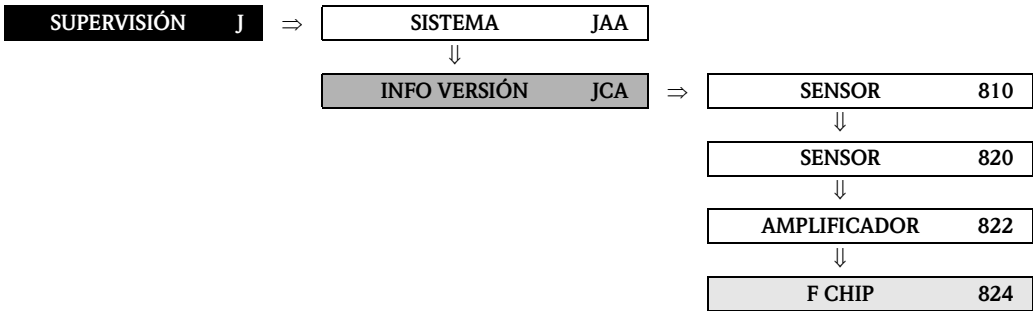 SUPERVISIÓN J ⇒ SISTEMA JAA
⇓
INFO VERSIÓN JCA ⇒ SENSOR 810
⇓
SENSOR 820
⇓
AMPLIFICADOR 822
⇓
F CHIP 824